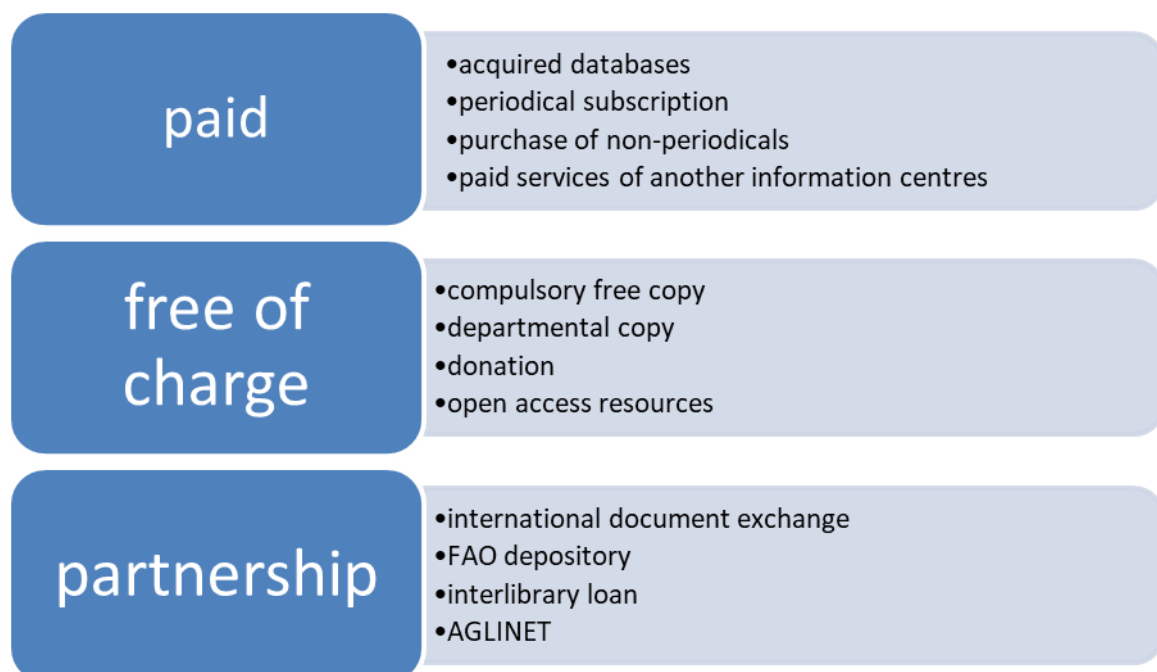 paid
•acquired databases
•periodical subscription
•purchase of non-periodicals
•paid services of another information centres
free of
charge
•compulsory free copy
•departmental copy
•donation
•open access resources
partnership
•international document exchange
•FAO depository
•interlibrary loan
•AGLINET